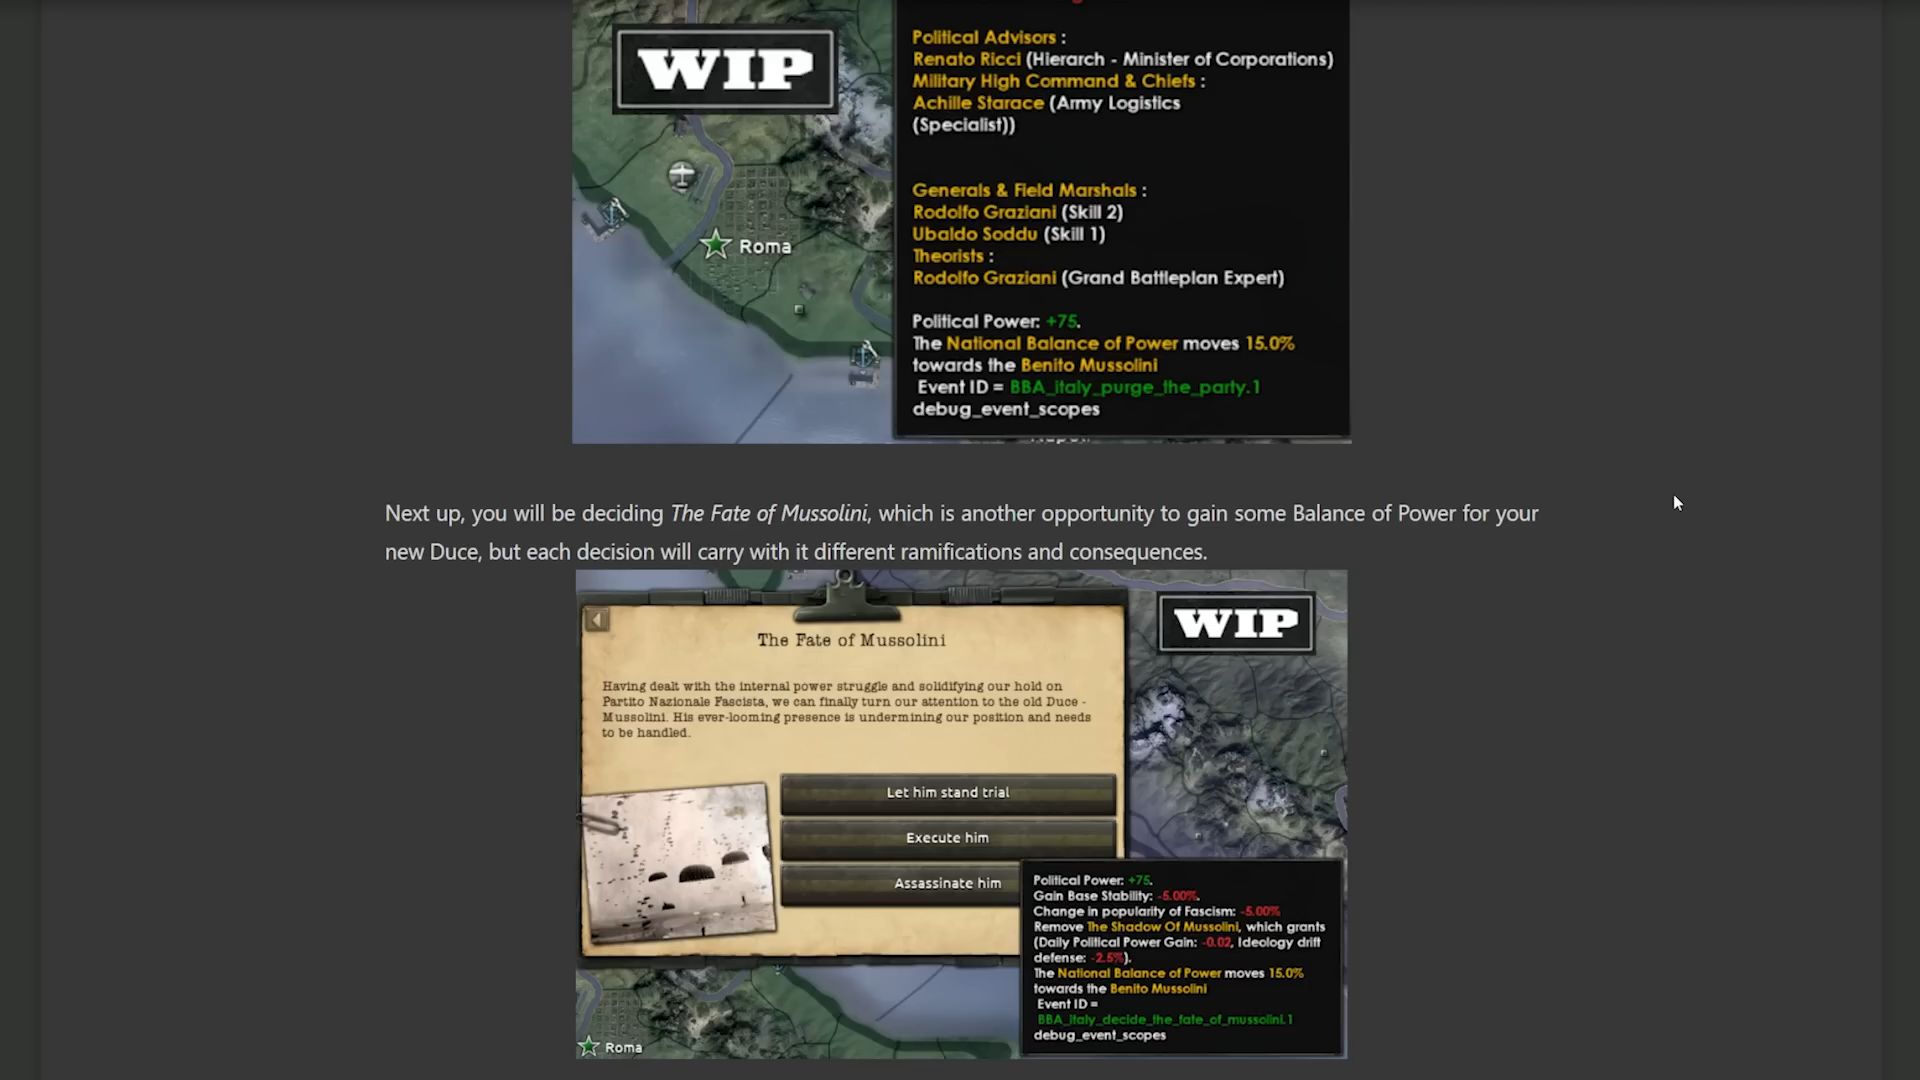 WIP
Political Advisors :
Renato Ricci (Hierarch - Minister of Corporations)
Military High Command & Chiefs :
Achille Starace (Army Logistics
(Specialist))
Generals & Field Marshals :
Rodolfo Graziani (Skill 2)
Ubaldo Soddu (Skill 1)
Theorists :
Rodolfo Graziani (Grand Battleplan Expert)
Political Power: +75.
The National Balance of Power moves 15.0%
towards the Benito Mussolini
Event ID = BBA_italy_purge_the_party.1
debug_event_scopes
Roma
Next up, you will be deciding The Fate of Mussolini, which is another opportunity to gain some Balance of Power for your
new Duce, but each decision will carry with it different ramifications and consequences.
WIP
The Fate of Mussolini
Having dealt with the internal power struggle and solidifying our hold on
Partito Nazionale Fascista, we can finally turn our attention to the old Duce -
Mussolini. His ever-looming presence is undermining our position and needs
to be handled.
Let him stand trial
Execute him
Assassinate him
Political Power: +75.
Gain Base Stability: -5.00%.
Change in popularity of Fascism: -5.00%
Remove The Shadow Of Mussolini, which grants
(Daily Political Power Gain: -0.02, Ideology drift
defense: -2.5%).
The National Balance of Power moves 15.0%
towards the Benito Mussolini
Event ID =
BBA_italy_decide_the_fate_of_mussolini.1
debug_event_scopes
Roma